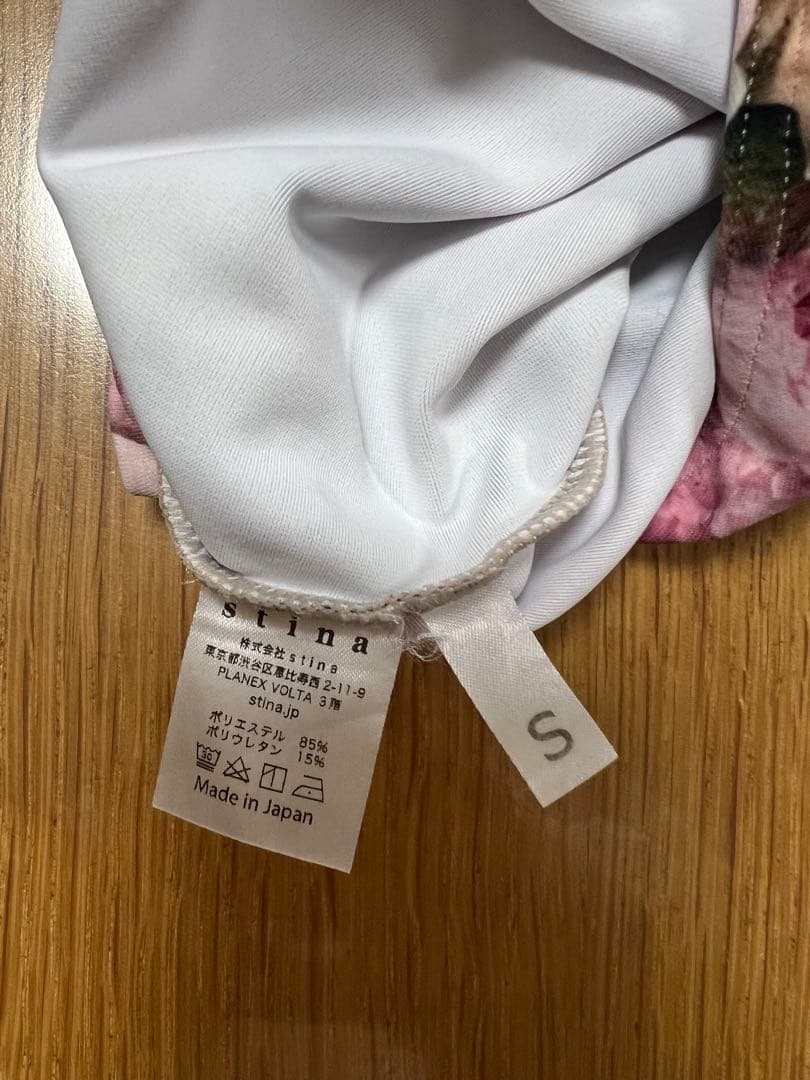 stina
株式会社stina
東京都渋谷区恵比寿西2-11-9
PLANEX VOLTA 3階
stina.jp
ポリエステル 85%
ポリウレタン 15%
30
Made in Japan
S